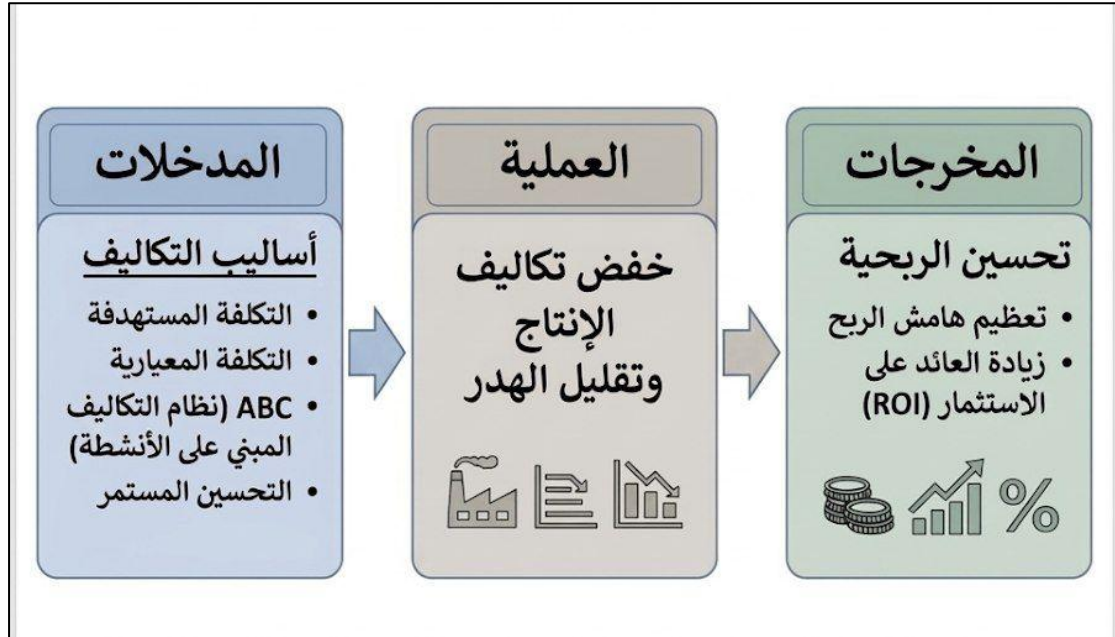 المدخلات
أساليب التكاليف
• التكلفة المستهدفة
• التكلفة المعيارية
• ABC (نظام التكاليف
المبني على الأنشطة)
• التحسين المستمر
العملية
خفض تكاليف
الإنتاج
وتقليل الهدر
المخرجات
تحسين الربحية
• تعظيم هامش الربح
• زيادة العائد على
الاستثمار (ROI)
%